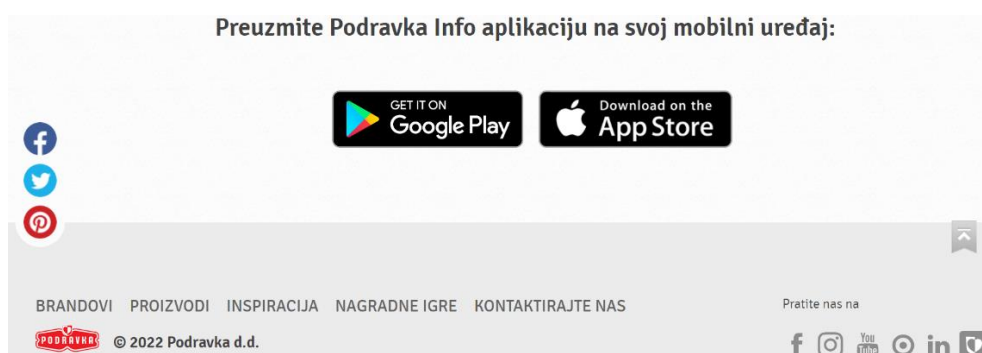 Preuzmite Podravka Info aplikaciju na svoj mobilni uređaj:
GET IT ON
Google Play
Download on the
App Store
BRANDOVI PROIZVODI INSPIRACIJA NAGRADNE IGRE KONTAKTIRAJTE NAS
Pratite nas na
PODRAVKA © 2022 Podravka d.d.
You
Tube
in